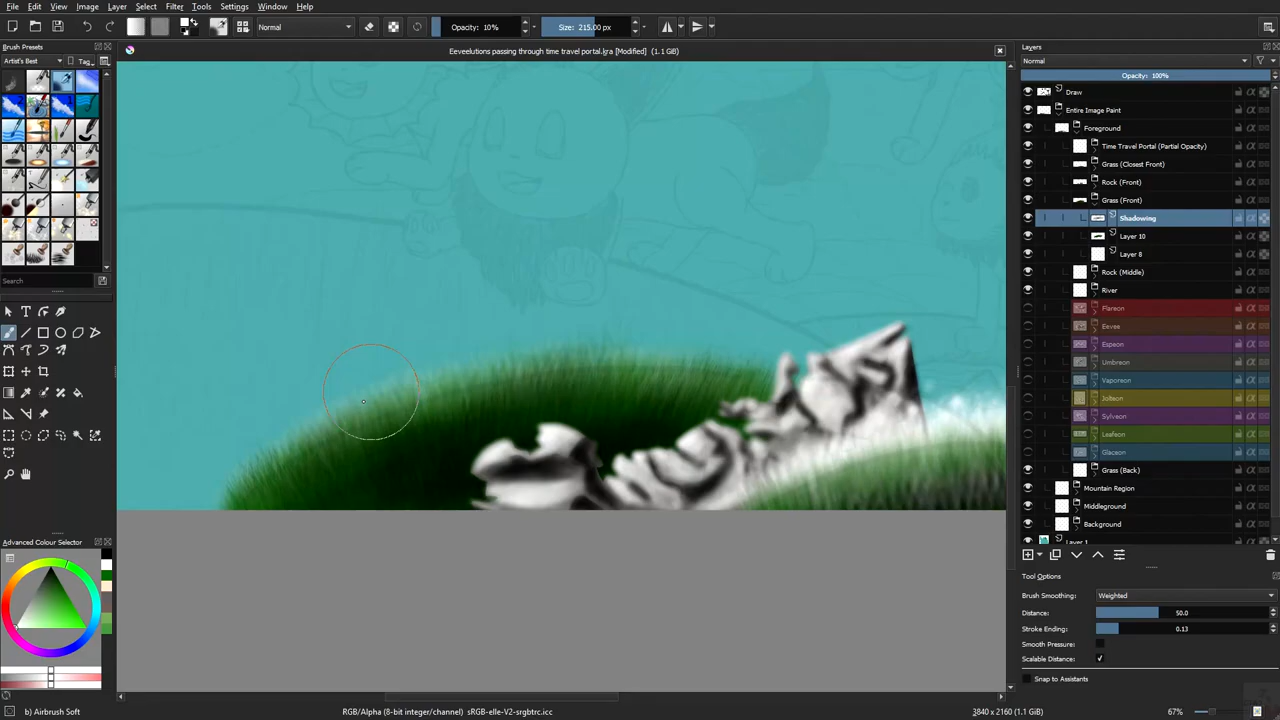 File Edit View Image Layer Select Filter Tools Settings Window Help
Normal
Opacity: 10%
Size: 215.00 px
Brush Presets
Eeveelutions passing through time travel portal.kra [Modified] (1.1 GiB)
Layers
Artist's Best
Tag
Normal
Opacity: 100%
Draw
Entire Image Paint
Foreground
Time Travel Portal (Partial Opacity)
Grass (Closest Front)
Rock (Front)
Grass (Front)
Shadowing
Layer 10
Layer 8
Rock (Middle)
River
Flareon
Eevee
Espeon
Umbreon
Vaporeon
Jolteon
Sylveon
Leafeon
Glaceon
Grass (Back)
Mountain Region
Middleground
Background
Layer 1
Search
Advanced Colour Selector
Tool Options
Brush Smoothing: Weighted
Distance: 50.0
Stroke Ending: 0.13
Smooth Pressure:
Scalable Distance:
Snap to Assistants
b) Airbrush Soft
RGB/Alpha (8-bit integer/channel) sRGB-elle-V2-srgbtrc.icc
3840 x 2160 (1.1 GiB)
67%